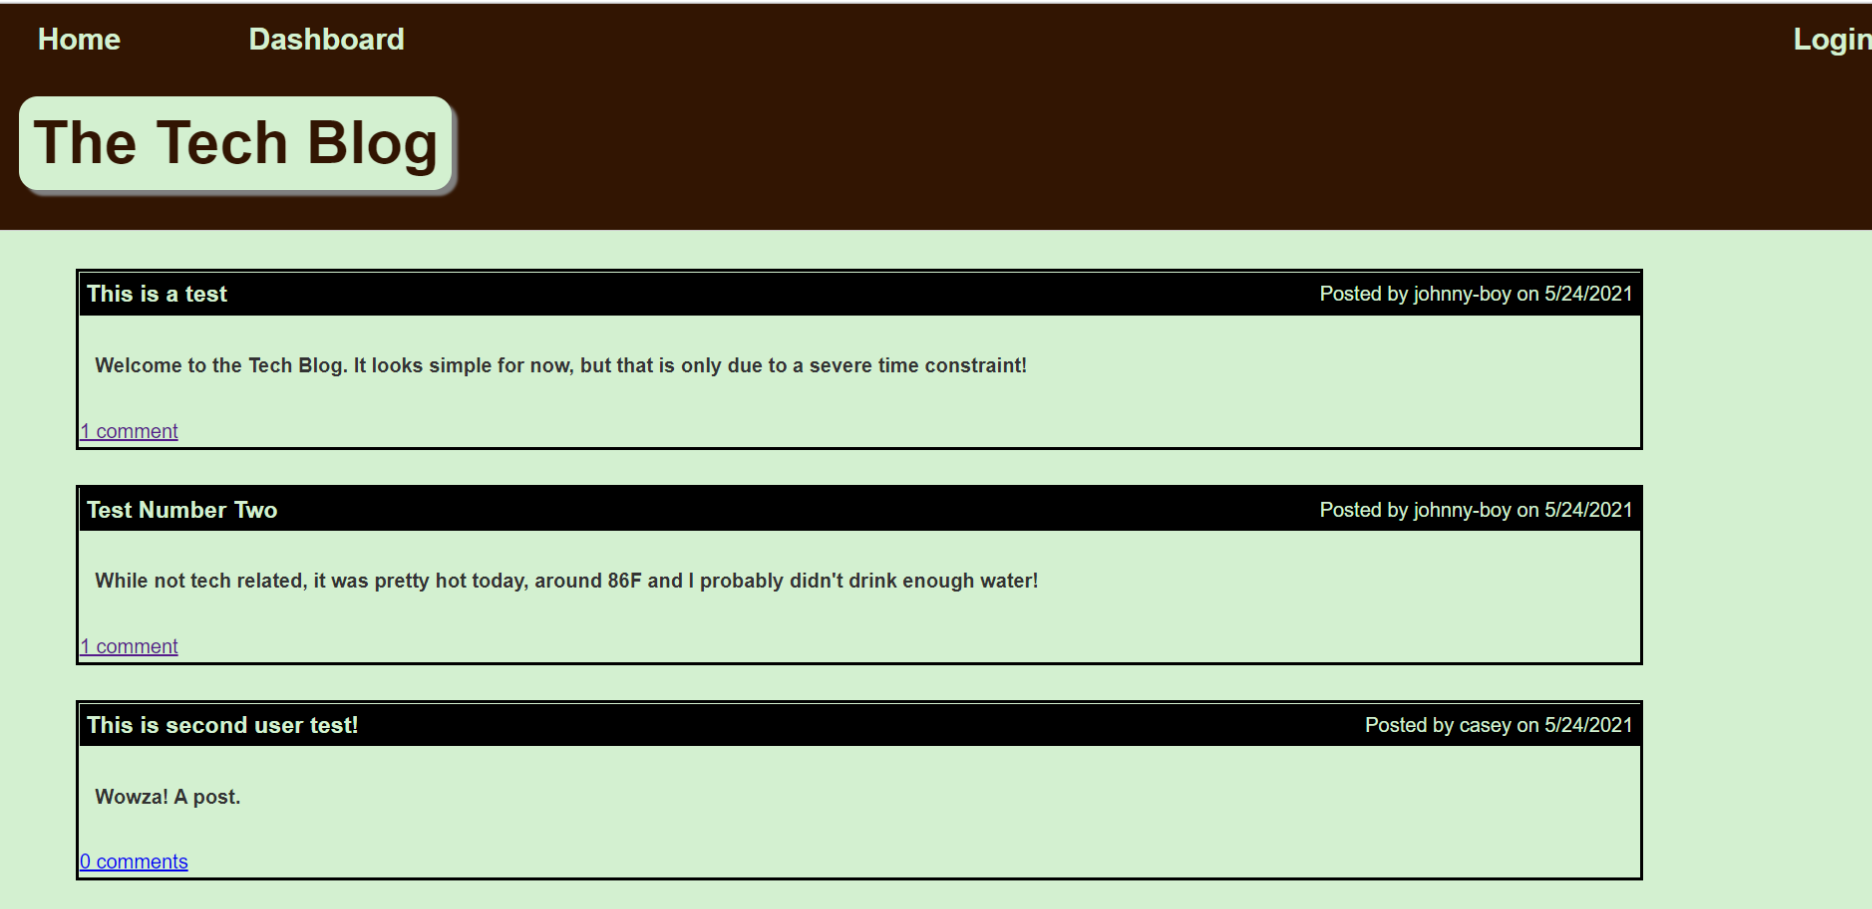 Home Dashboard Login
The Tech Blog
This is a test Posted by johnny-boy on 5/24/2021
Welcome to the Tech Blog. It looks simple for now, but that is only due to a severe time constraint!
1 comment
Test Number Two Posted by johnny-boy on 5/24/2021
While not tech related, it was pretty hot today, around 86F and I probably didn't drink enough water!
1 comment
This is second user test! Posted by casey on 5/24/2021
Wowza! A post.
0 comments